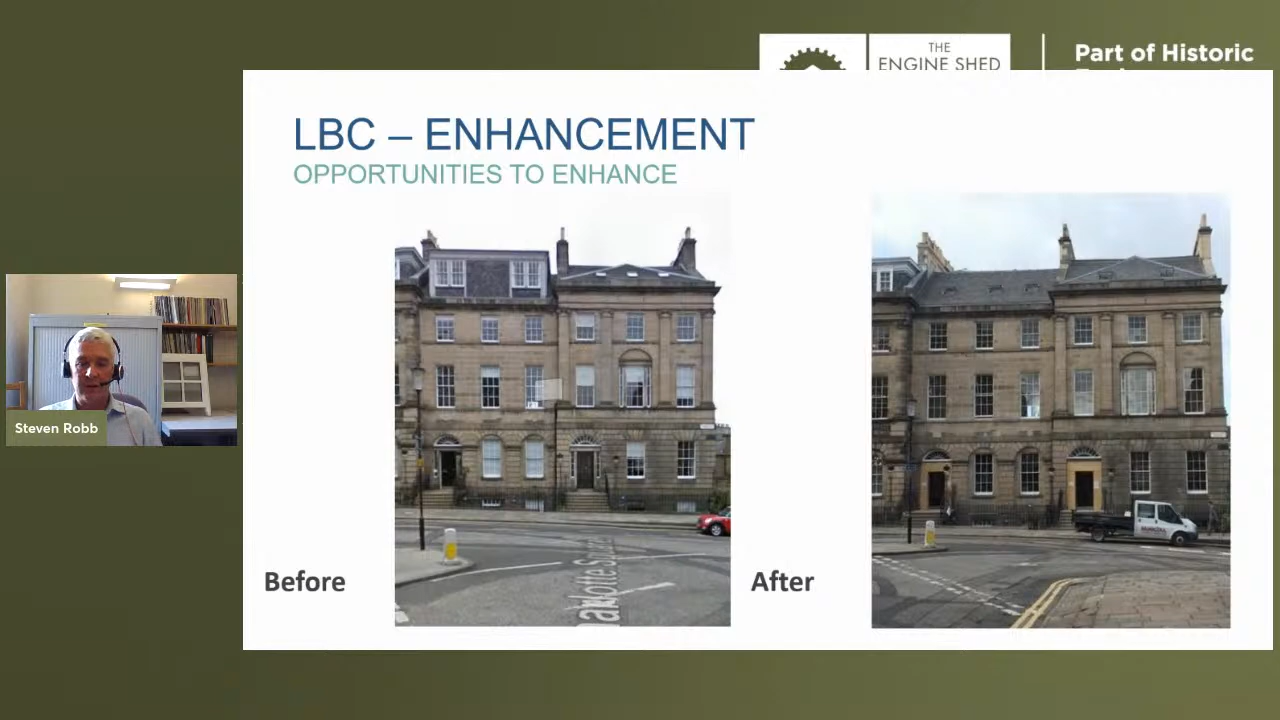 THE
ENGINE SHED
Part of Historic
LBC – ENHANCEMENT
OPPORTUNITIES TO ENHANCE
Steven Robb
Before
After